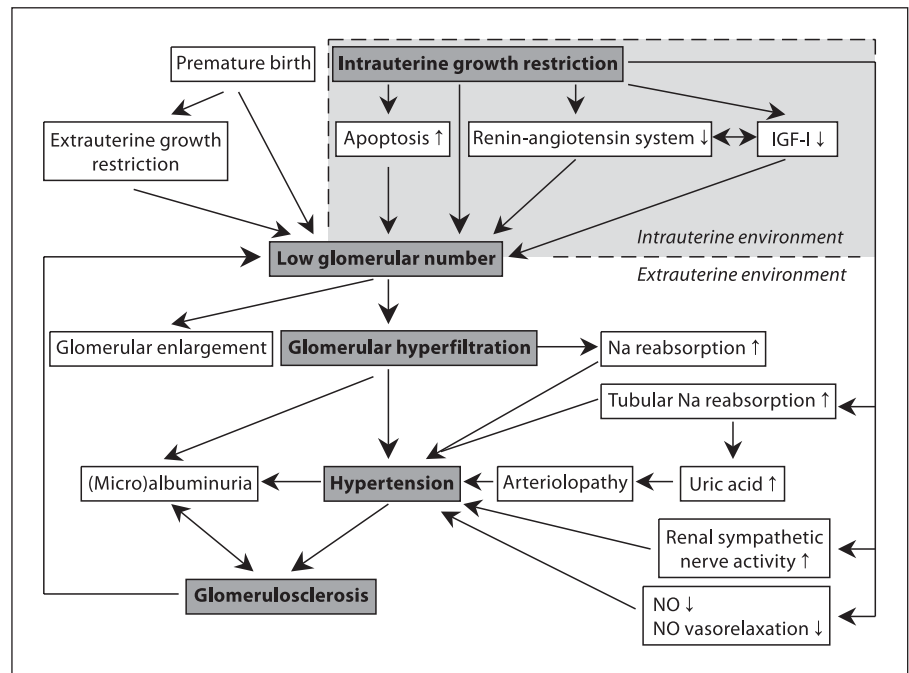 Premature birth
Intrauterine growth restriction
Extrauterine growth
restriction
Apoptosis ↑
Renin-angiotensin system ↓
IGF-I ↓
Intrauterine environment
Low glomerular number
Extrauterine environment
Glomerular enlargement
Glomerular hyperfiltration
Na reabsorption ↑
Tubular Na reabsorption ↑
(Micro)albuminuria
Hypertension
Arteriolopathy
Uric acid ↑
Renal sympathetic
nerve activity ↑
Glomerulosclerosis
NO ↓
NO vasorelaxation ↓